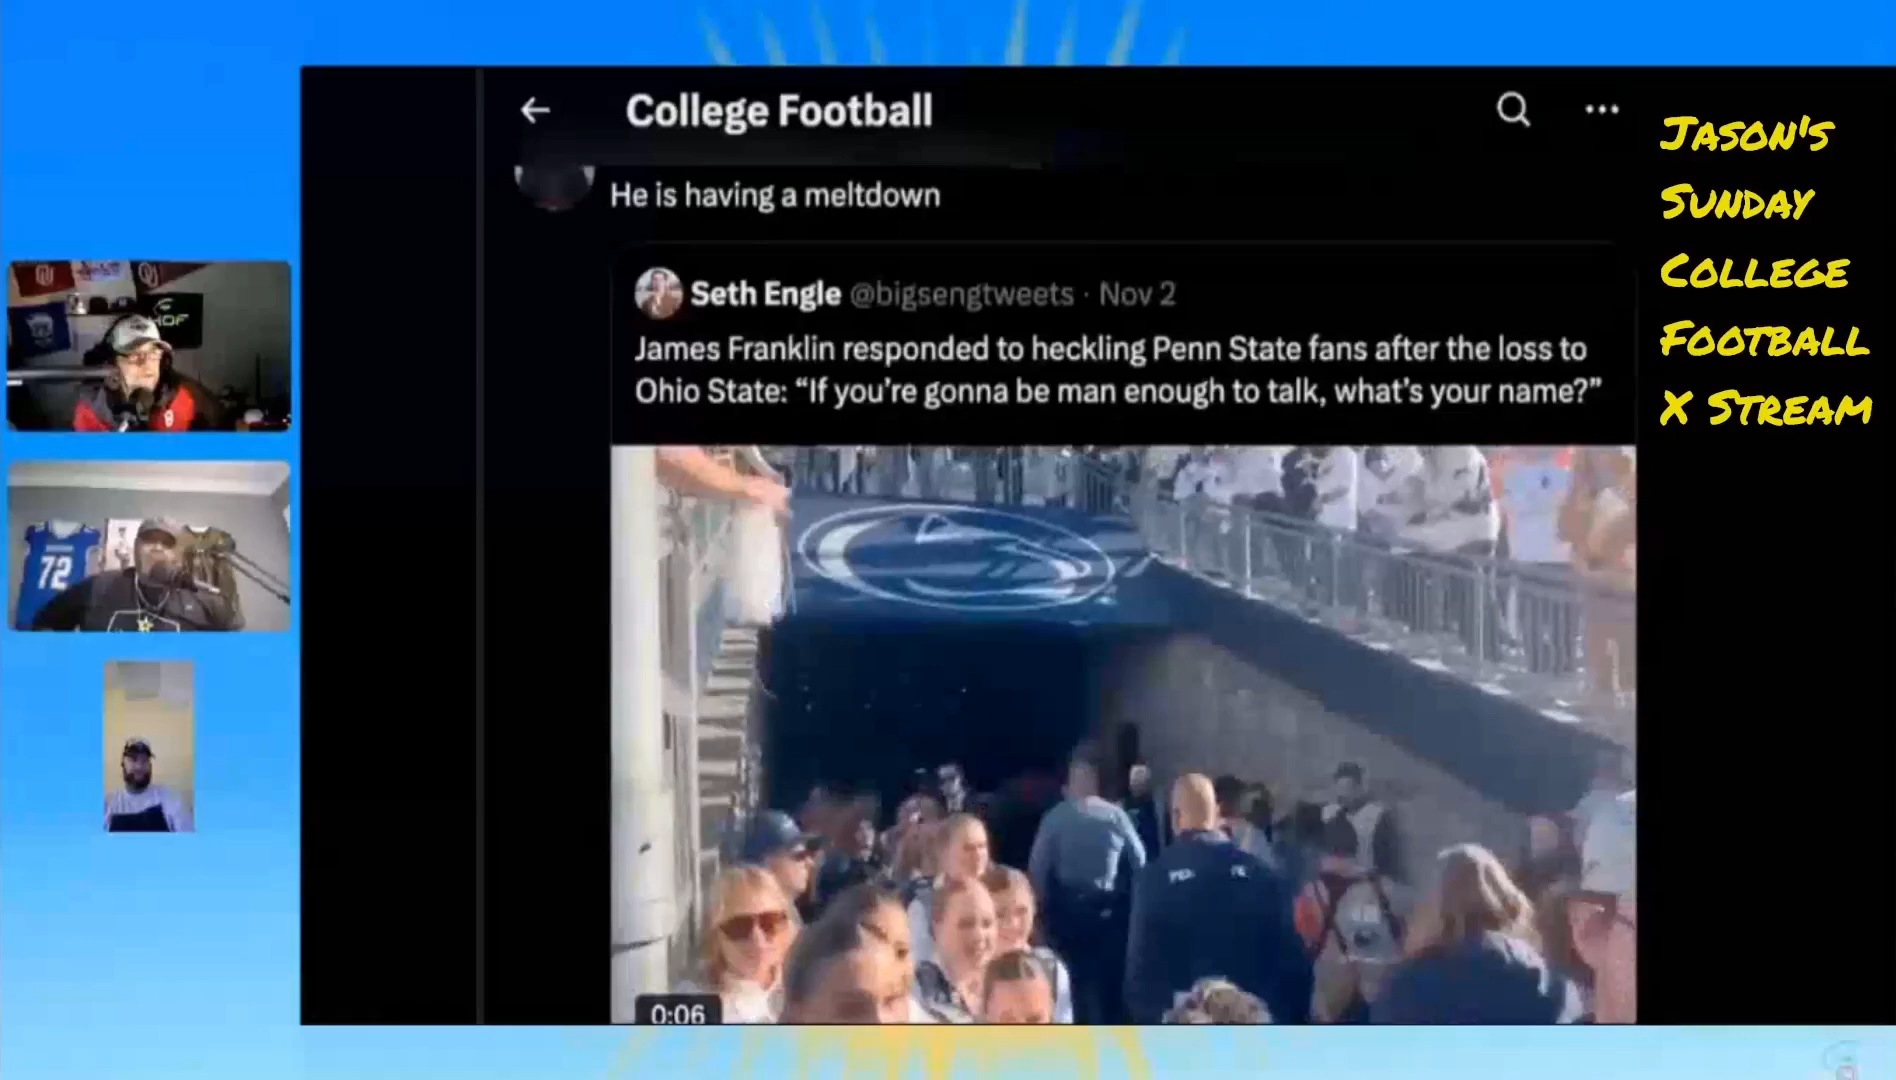 College Football
He is having a meltdown
Seth Engle @bigsengtweets · Nov 2
James Franklin responded to heckling Penn State fans after the loss to
Ohio State: “If you’re gonna be man enough to talk, what’s your name?”
0:06
JASON'S
SUNDAY
COLLEGE
FOOTBALL
X STREAM
OU
72